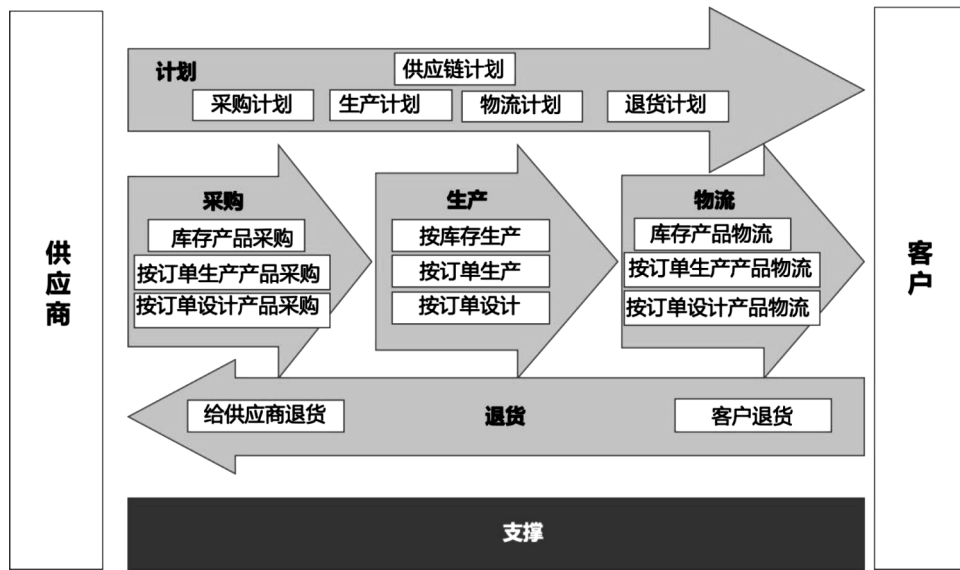 供应商
计划
供应链计划
采购计划
生产计划
物流计划
退货计划
采购
库存产品采购
按订单生产产品采购
按订单设计产品采购
生产
按库存生产
按订单生产
按订单设计
物流
库存产品物流
按订单生产产品物流
按订单设计产品物流
给供应商退货
退货
客户退货
支撑
客户